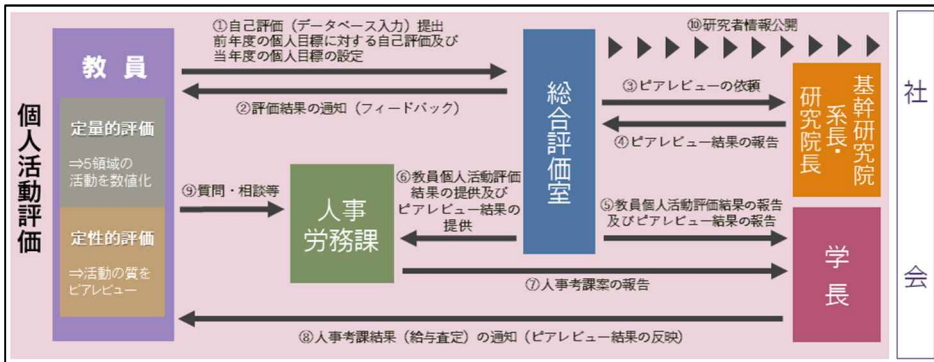 個人活動評価
教員
定量的評価
⇒5領域の
活動を数値化
定性的評価
⇒活動の質を
ピアレビュー
①自己評価（データベース入力）提出
前年度の個人目標に対する自己評価及び
当年度の個人目標の設定
②評価結果の通知（フィードバック）
⑨質問・相談等
人事
労務課
⑥教員個人活動評価
結果の提供及び
ピアレビュー結果の
提供
総合評価室
⑩研究者情報公開
③ピアレビューの依頼
④ピアレビュー結果の報告
基幹研究院
系長・
研究院長
⑤教員個人活動評価結果の報告
及びピアレビュー結果の報告
学長
⑦人事考課案の報告
⑧人事考課結果（給与査定）の通知（ピアレビュー結果の反映）
社会